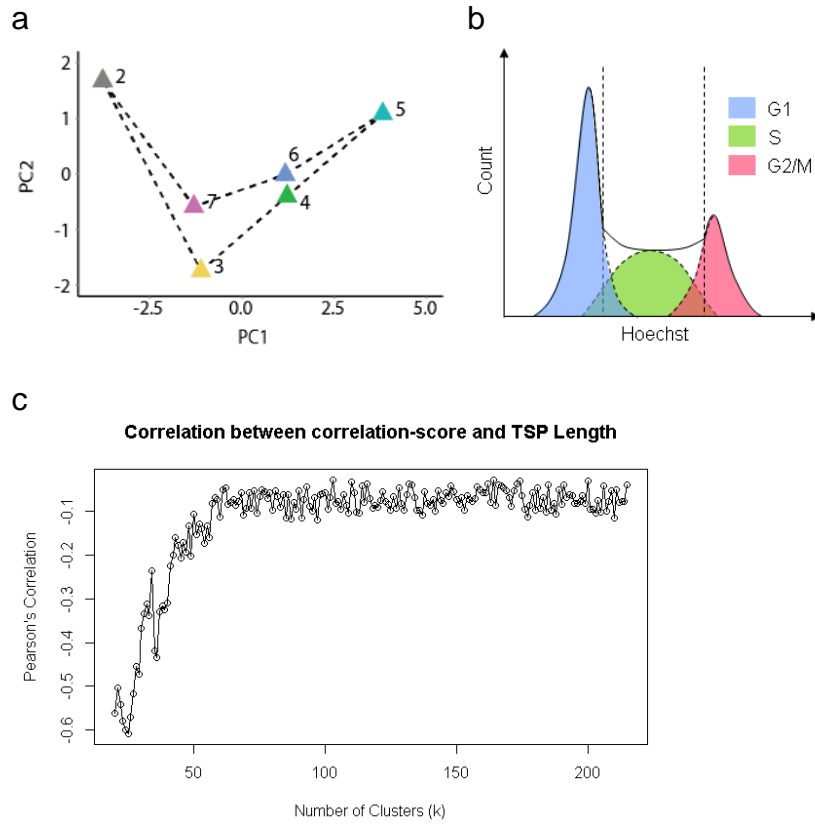 a
2
1
0
-1
-2
PC2
2
7
3
6
4
5
-2.5
0.0
2.5
5.0
PC1
b
Count
G1
S
G2/M
Hoechst
c
Correlation between correlation-score and TSP Length
Pearson's Correlation
-0.1
-0.2
-0.3
-0.4
-0.5
-0.6
50
100
150
200
Number of Clusters (k)